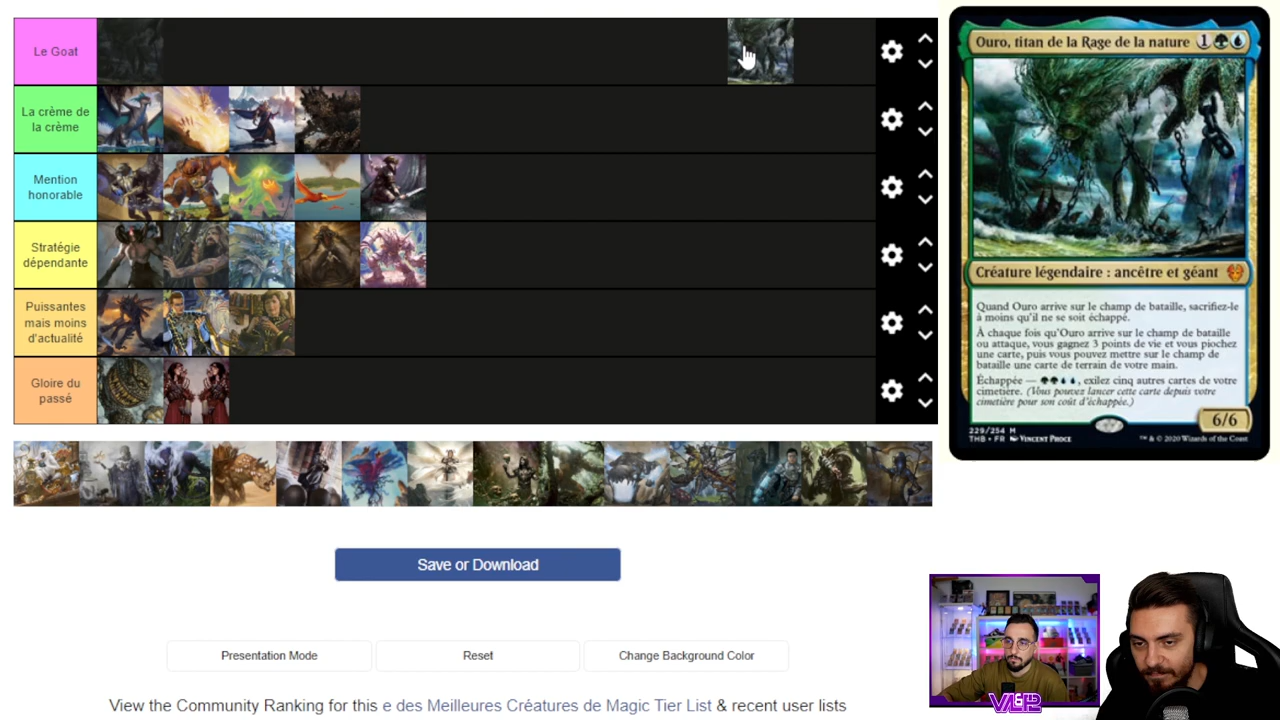 Le Goat
La crème de
la crème
Mention
honorable
Stratégie
dépendante
Puissantes
mais moins
d'actualité
Gloire du
passé
Save or Download
Presentation Mode
Reset
Change Background Color
View the Community Ranking for this e des Meilleures Créatures de Magic Tier List & recent user lists
Ouro, titan de la Rage de la nature 1
Créature légendaire : ancêtre et géant
Quand Ouro arrive sur le champ de bataille, sacrifiez-le
à moins qu'il ne se soit échappé.
À chaque fois qu'Ouro arrive sur le champ de bataille
ou attaque, vous gagnez 3 points de vie et vous piochez
une carte, puis vous pouvez mettre sur le champ de
bataille une carte de terrain de votre main.
Échappée — , exilez cinq autres cartes de votre
cimetière. (Vous pouvez lancer cette carte depuis votre
cimetière pour son coût d'échappée.)
6/6
229/254 M
THB • FR Vincent Proce
™ & © 2020 Wizards of the Coast